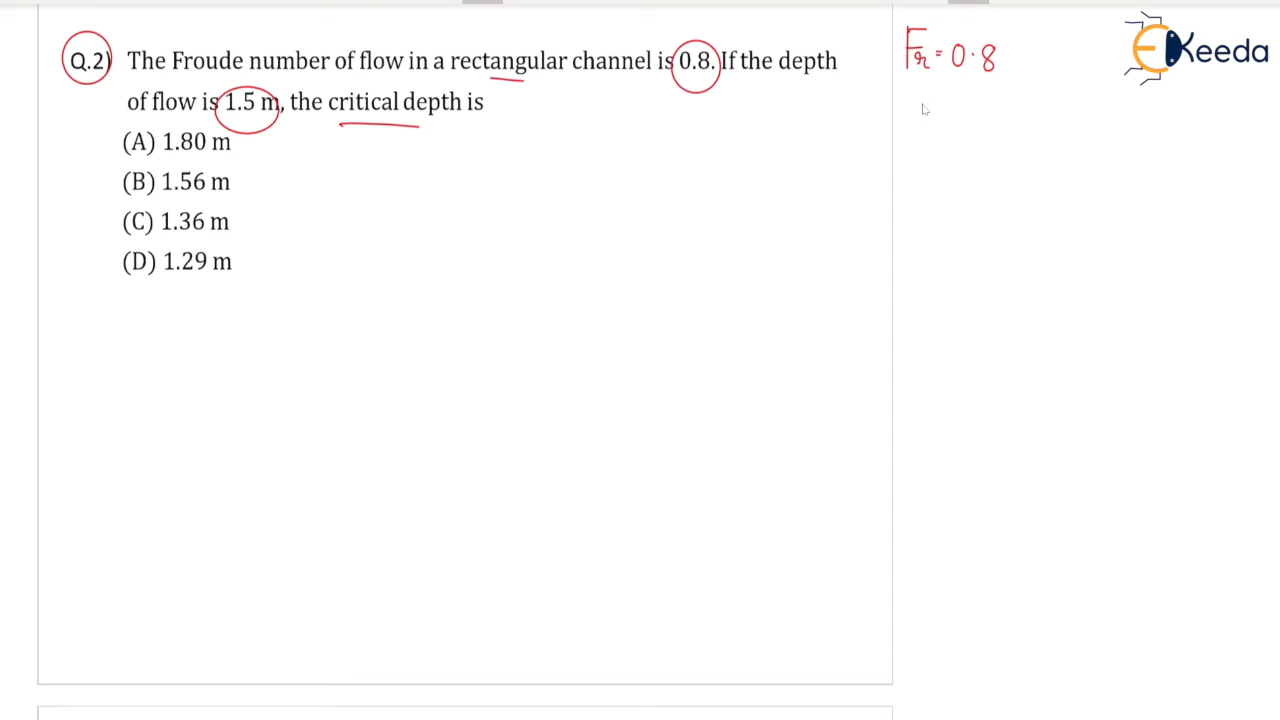 Q.2) The Froude number of flow in a rectangular channel is 0.8. If the depth
of flow is 1.5 m, the critical depth is
(A) 1.80 m
(B) 1.56 m
(C) 1.36 m
(D) 1.29 m
Fr = 0.8
EKeeda